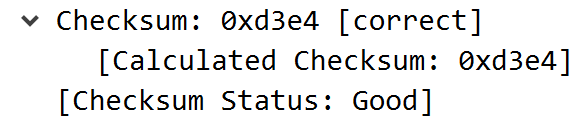 Checksum: 0xd3e4 [correct]
[Calculated Checksum: 0xd3e4]
[Checksum Status: Good]